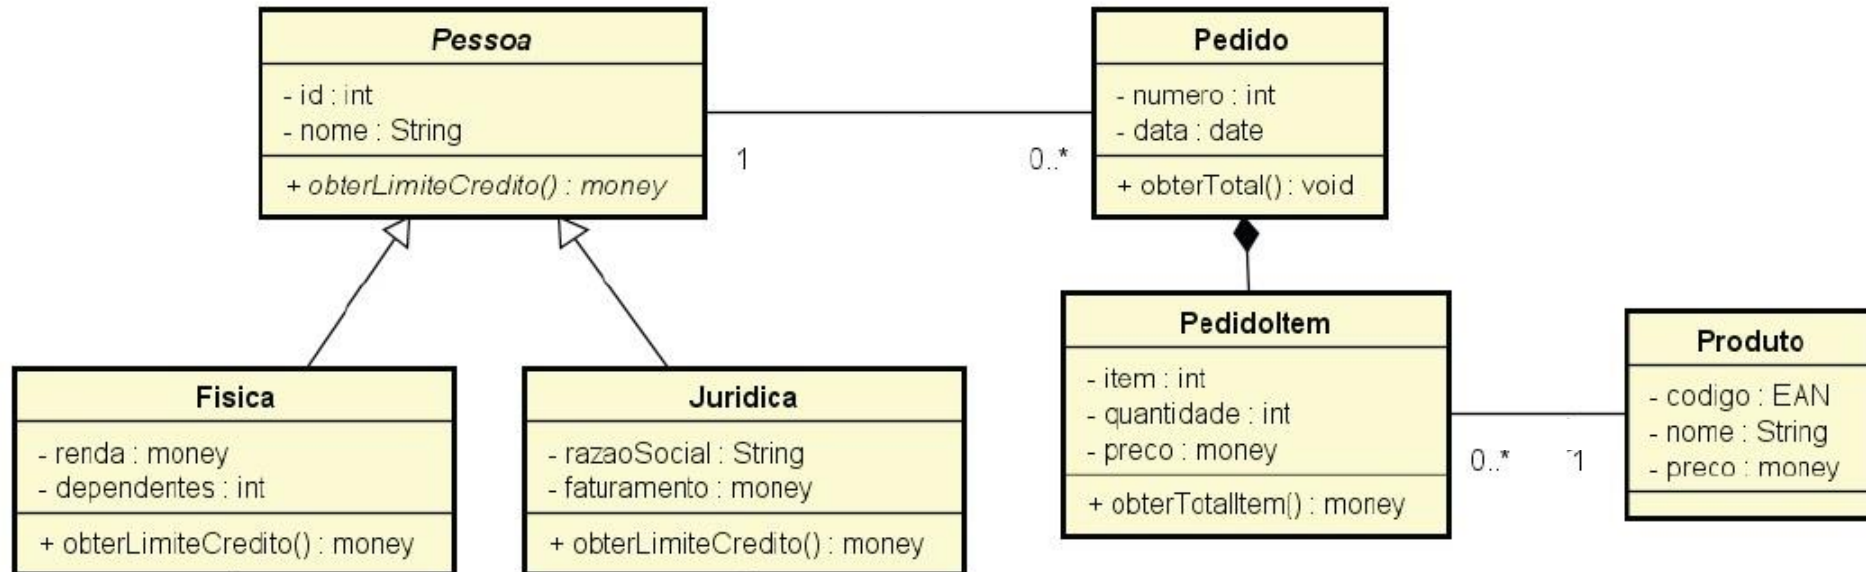 Pessoa
- id : int
- nome : String
+ obterLimiteCredito() : money
1
0..*
Pedido
- numero : int
- data : date
+ obterTotal() : void
Fisica
- renda : money
- dependentes : int
+ obterLimiteCredito() : money
Juridica
- razaoSocial : String
- faturamento : money
+ obterLimiteCredito() : money
PedidoItem
- item : int
- quantidade : int
- preco : money
+ obterTotalItem() : money
0..*
1
Produto
- codigo : EAN
- nome : String
- preco : money